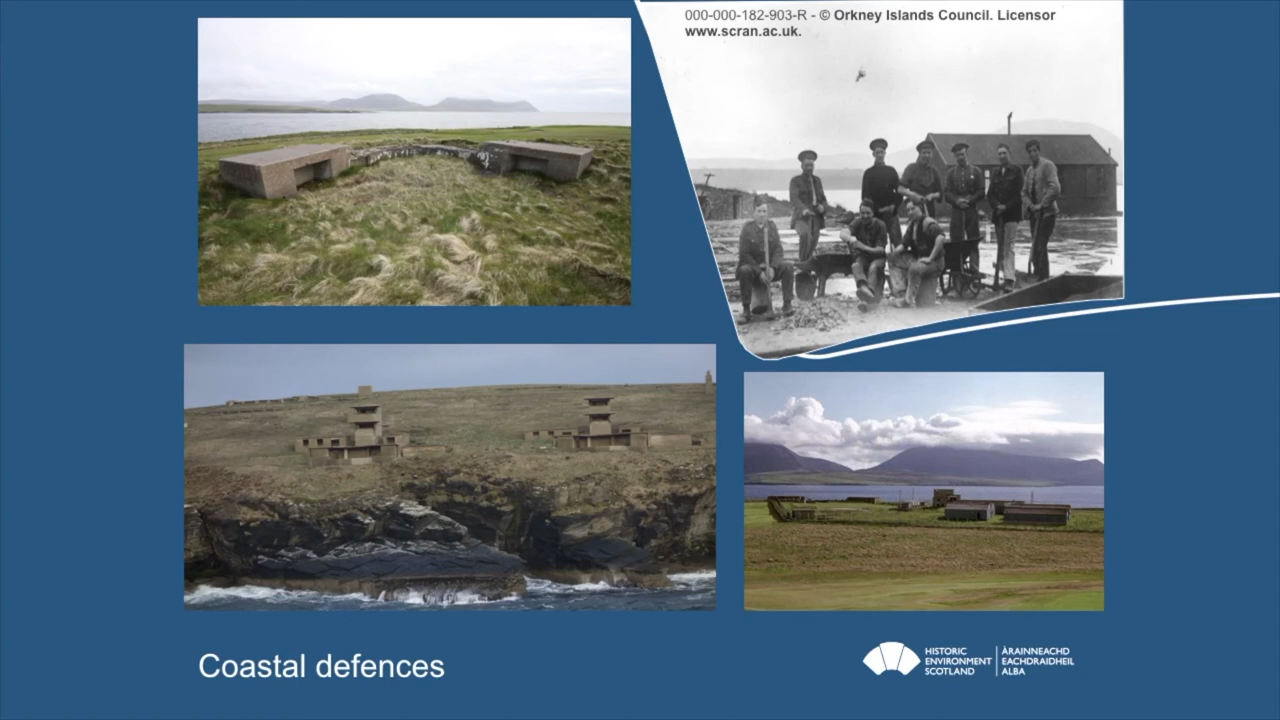 000-000-182-903-R - © Orkney Islands Council. Licensor
www.scran.ac.uk.
Coastal defences
HISTORIC
ENVIRONMENT
SCOTLAND
ÀRAINNEACHD
EACHDRAIDHEIL
ALBA